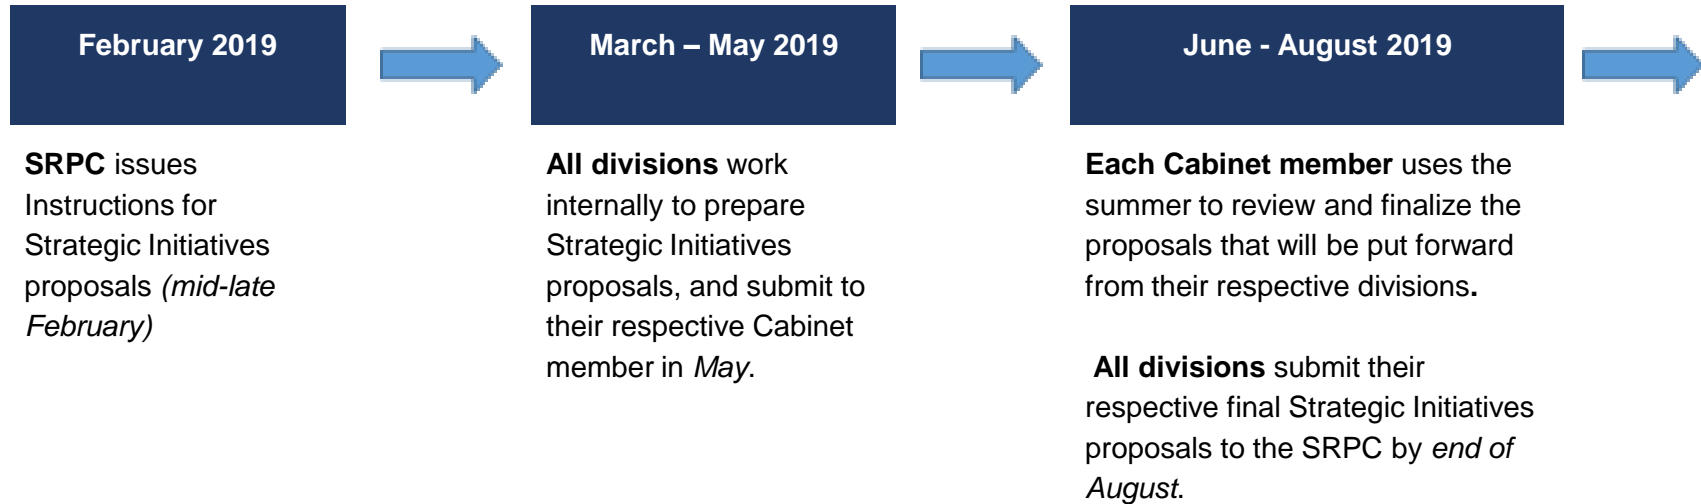 February 2019
SRPC issues
Instructions for
Strategic Initiatives
proposals (mid-late
February)
March – May 2019
All divisions work
internally to prepare
Strategic Initiatives
proposals, and submit to
their respective Cabinet
member in May.
June - August 2019
Each Cabinet member uses the
summer to review and finalize the
proposals that will be put forward
from their respective divisions.
All divisions submit their
respective final Strategic Initiatives
proposals to the SRPC by end of
August.